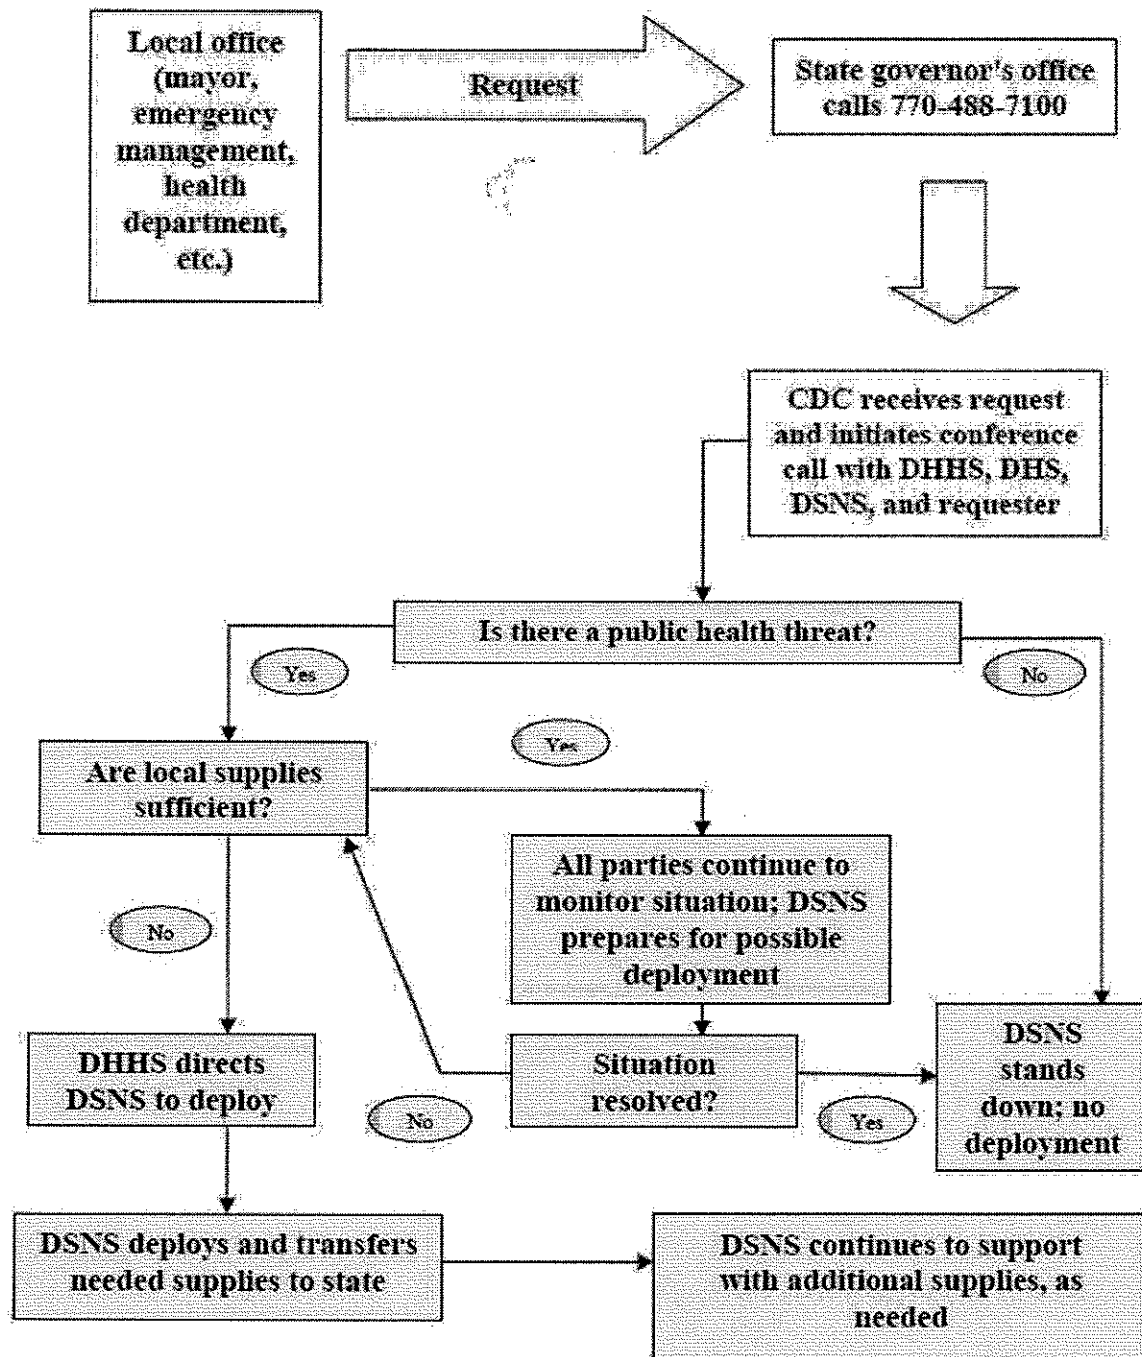 Local office
(mayor,
emergency
management,
health
department,
etc.)
Request
State governor's office
calls 770-488-7100
CDC receives request
and initiates conference
call with DHHS, DHS,
DSNS, and requester
Is there a public health threat?
Yes
No
Are local supplies
sufficient?
Yes
All parties continue to
monitor situation; DSNS
prepares for possible
deployment
No
DHHS directs
DSNS to deploy
Situation
resolved?
No
Yes
DSNS
stands
down; no
deployment
DSNS deploys and transfers
needed supplies to state
DSNS continues to support
with additional supplies, as
needed